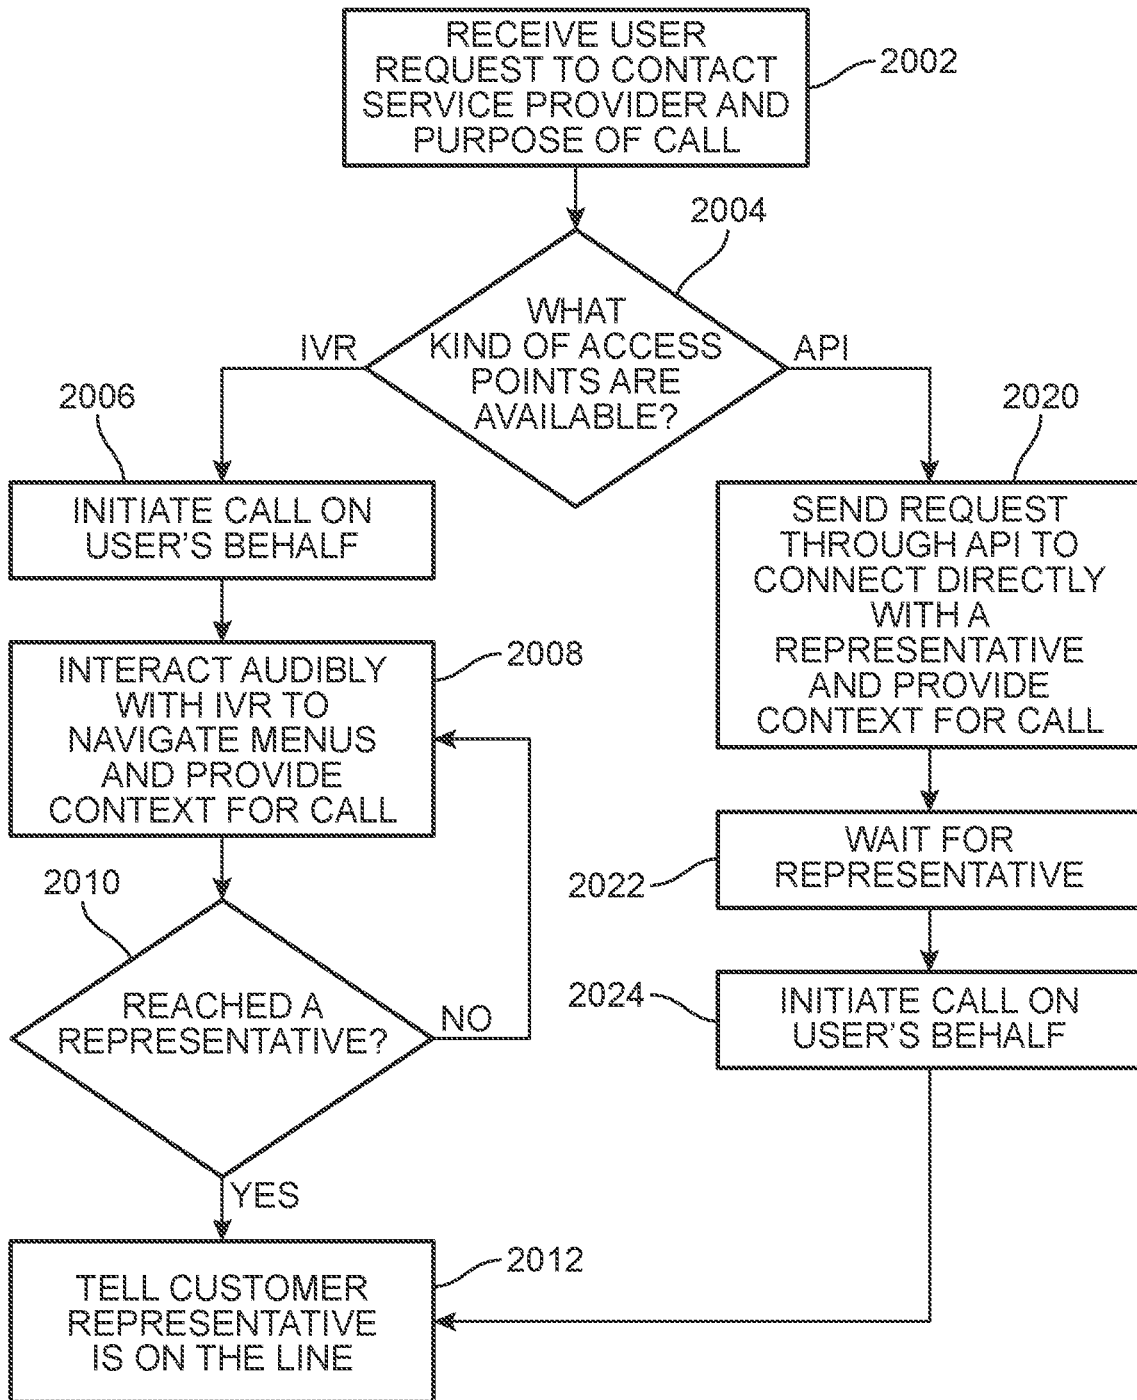 RECEIVE USER
REQUEST TO CONTACT
SERVICE PROVIDER AND
PURPOSE OF CALL
2002
2004
WHAT
KIND OF ACCESS
POINTS ARE
AVAILABLE?
IVR
API
2006
INITIATE CALL ON
USER'S BEHALF
2008
INTERACT AUDIBLY
WITH IVR TO
NAVIGATE MENUS
AND PROVIDE
CONTEXT FOR CALL
2010
REACHED A
REPRESENTATIVE?
NO
YES
2020
SEND REQUEST
THROUGH API TO
CONNECT DIRECTLY
WITH A
REPRESENTATIVE
AND PROVIDE
CONTEXT FOR CALL
2022
WAIT FOR
REPRESENTATIVE
2024
INITIATE CALL ON
USER'S BEHALF
2012
TELL CUSTOMER
REPRESENTATIVE
IS ON THE LINE